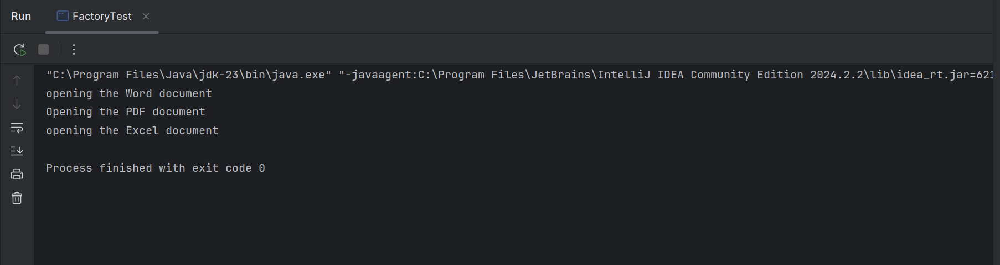 Run FactoryTest
"C:\Program Files\Java\jdk-23\bin\java.exe" "-javaagent:C:\Program Files\JetBrains\IntelliJ IDEA Community Edition 2024.2.2\lib\idea_rt.jar=621
opening the Word document
Opening the PDF document
opening the Excel document
Process finished with exit code 0